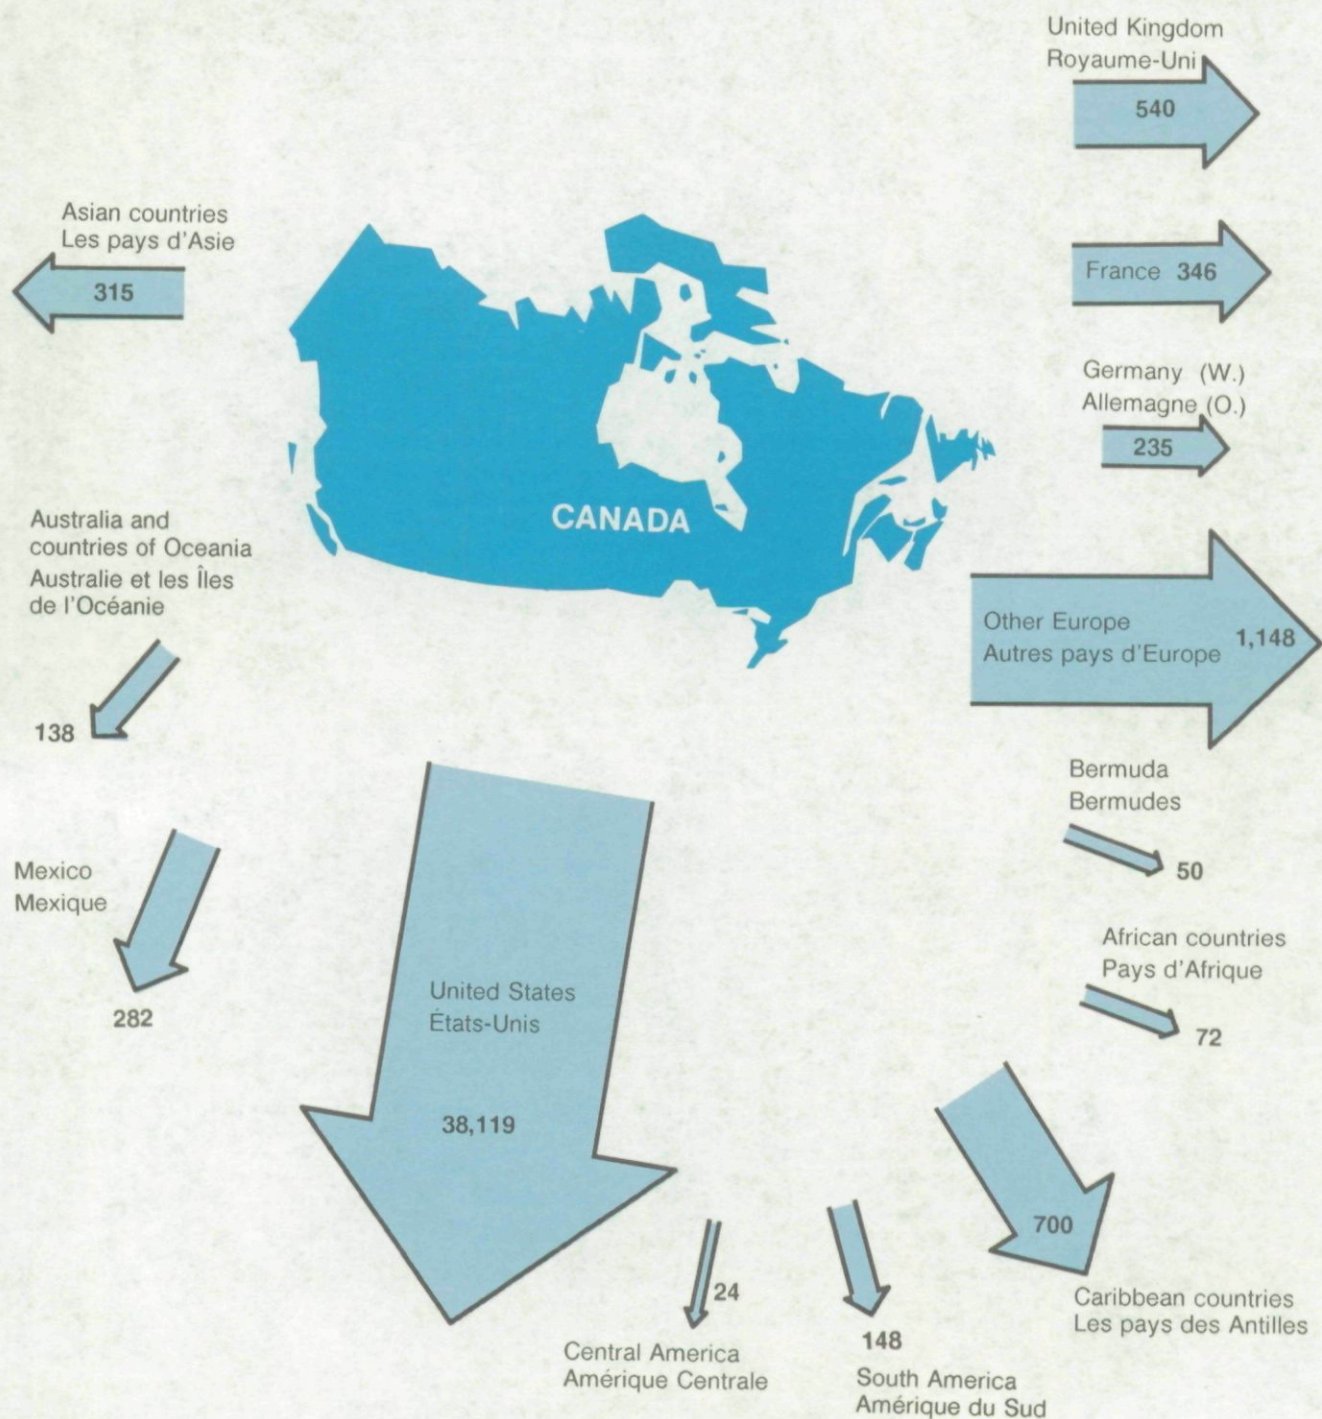 United Kingdom
Royaume-Uni
540
Asian countries
Les pays d'Asie
315
France 346
Germany (W.)
Allemagne (O.)
235
CANADA
Australia and
countries of Oceania
Australie et les Îles
de l'Océanie
138
Other Europe
Autres pays d'Europe
1,148
Bermuda
Bermudes
50
Mexico
Mexique
282
African countries
Pays d'Afrique
72
United States
États-Unis
38,119
700
Caribbean countries
Les pays des Antilles
24
Central America
Amérique Centrale
148
South America
Amérique du Sud